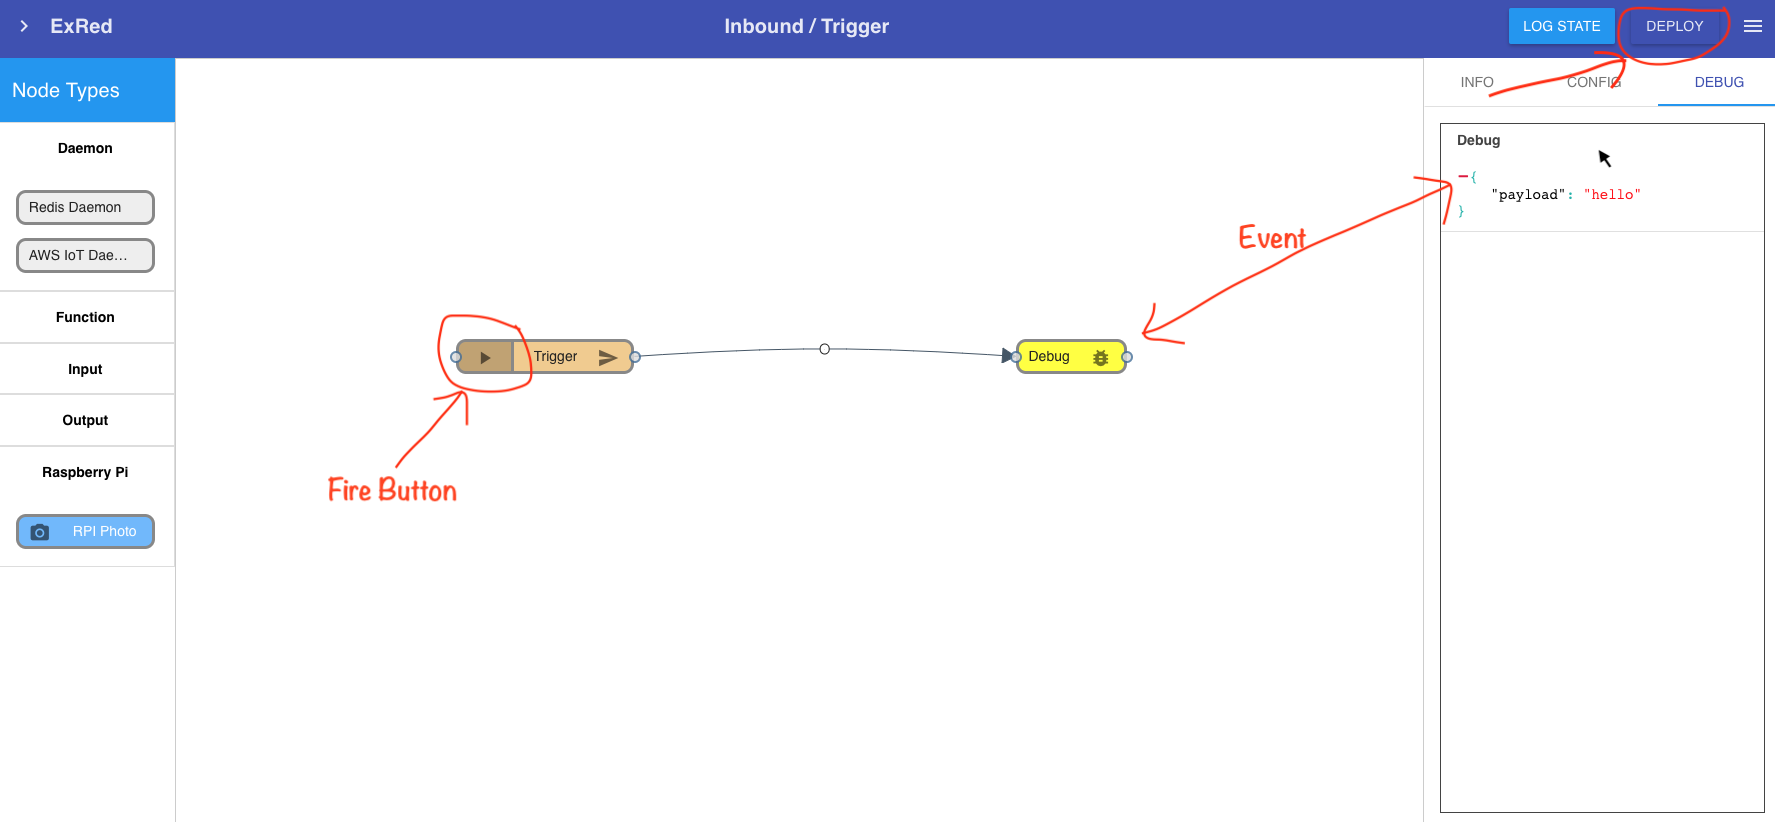 ExRed
Inbound / Trigger
LOG STATE
DEPLOY
Node Types
Daemon
Redis Daemon
AWS IoT Dae...
Function
Input
Output
Raspberry Pi
RPI Photo
Trigger
Debug
Fire Button
Event
INFO
CONFIG
DEBUG
Debug
{
"payload": "hello"
}